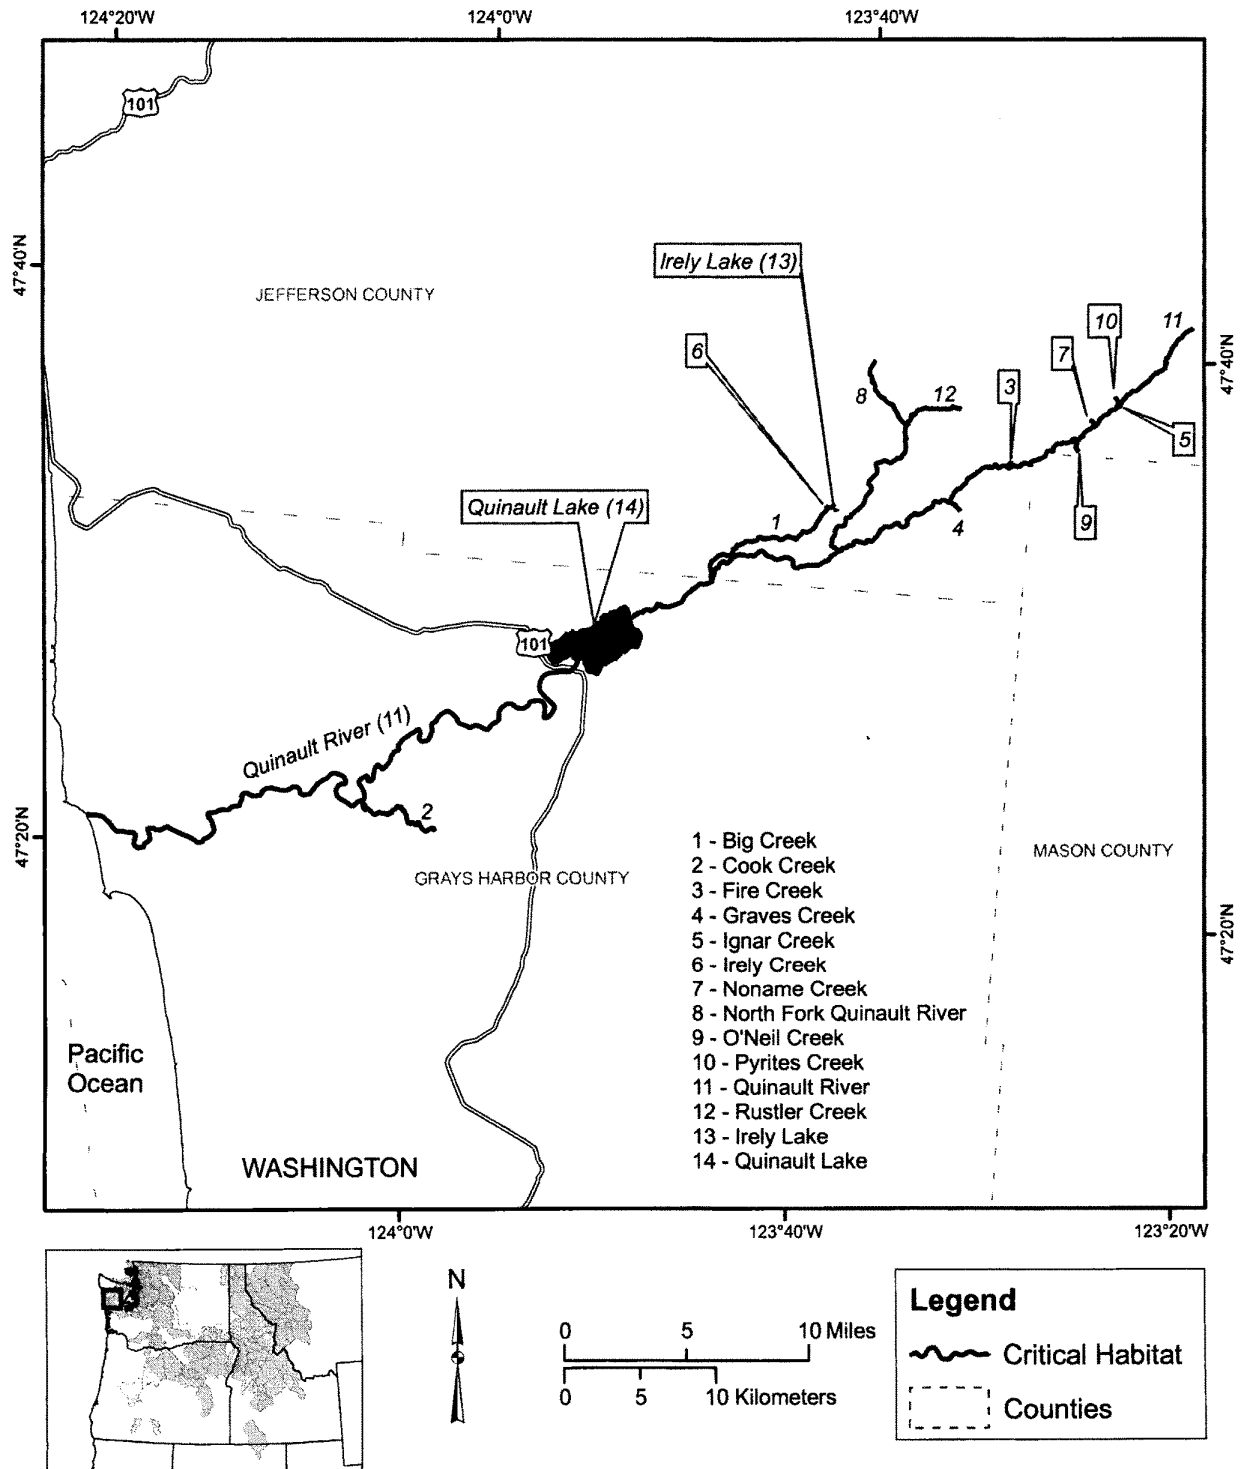 124°20'W 124°0'W 123°40'W
101
47°40'N
Irely Lake (13)
JEFFERSON COUNTY
10 11
6 7
47°40'N
3
8 12
5
Quinault Lake (14)
1 4 9
101
Quinault River (11)
2
47°20'N
1 - Big Creek
MASON COUNTY
2 - Cook Creek
GRAYS HARBOR COUNTY
3 - Fire Creek
4 - Graves Creek
5 - Ignar Creek
47°20'N
6 - Irely Creek
7 - Noname Creek
8 - North Fork Quinault River
9 - O'Neil Creek
Pacific
Ocean
10 - Pyrites Creek
11 - Quinault River
12 - Rustler Creek
13 - Irely Lake
14 - Quinault Lake
WASHINGTON
124°0'W 123°40'W 123°20'W
N
0 5 10 Miles
0 5 10 Kilometers
Legend
Critical Habitat
Counties